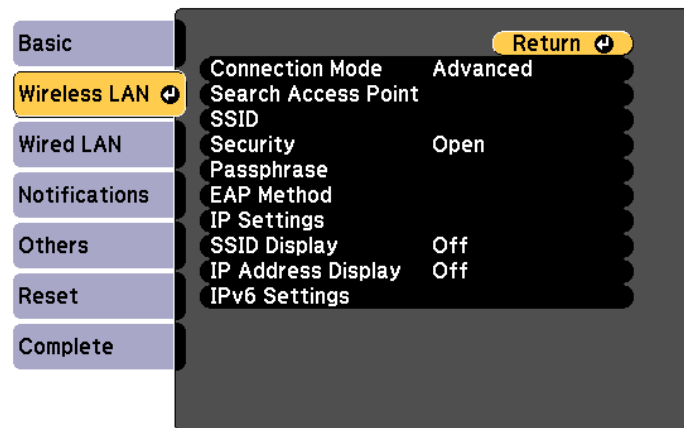 Basic
Wireless LAN
Wired LAN
Notifications
Others
Reset
Complete
Return
Connection Mode Advanced
Search Access Point
SSID
Security Open
Passphrase
EAP Method
IP Settings
SSID Display Off
IP Address Display Off
IPv6 Settings